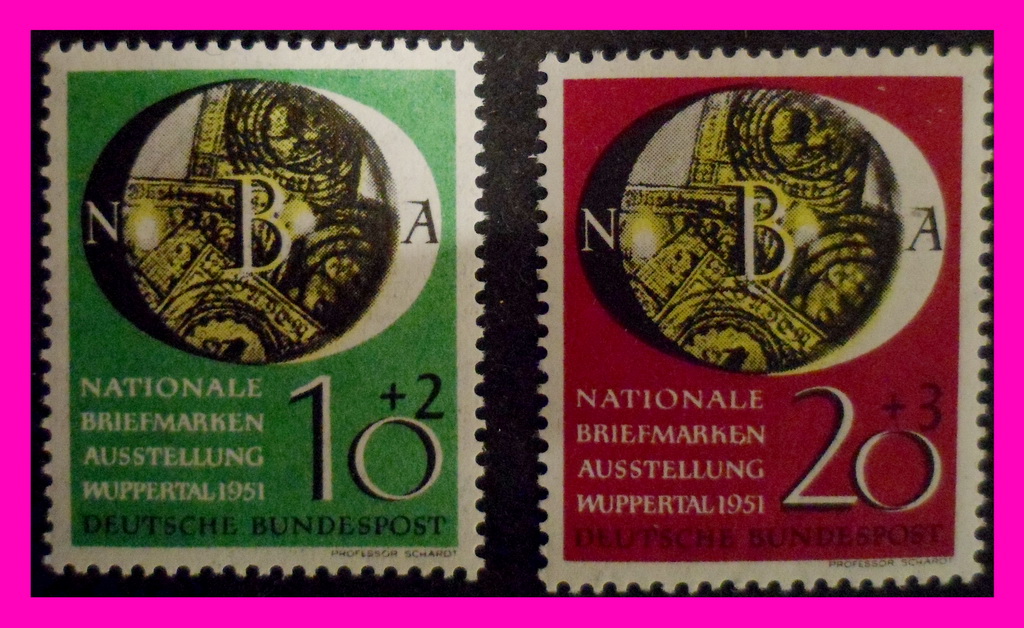 N B A
NATIONALE
BRIEFMARKEN
AUSSTELLUNG
WUPPERTAL 1951
10 +2
DEUTSCHE BUNDESPOST
PROFESSOR SCHARDT
N B A
NATIONALE
BRIEFMARKEN
AUSSTELLUNG
WUPPERTAL 1951
20 +3
DEUTSCHE BUNDESPOST
PROFESSOR SCHARDT